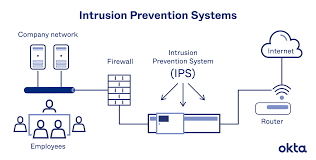 Intrusion Prevention Systems
Company network
Firewall
Intrusion
Prevention System
(IPS)
Internet
Router
Employees
okta